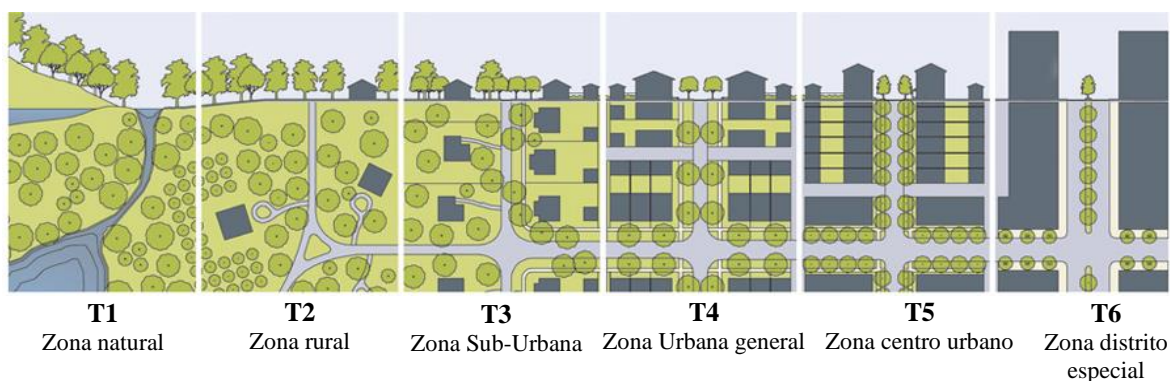 T1
Zona natural
T2
Zona rural
T3
Zona Sub-Urbana
T4
Zona Urbana general
T5
Zona centro urbano
T6
Zona distrito
especial